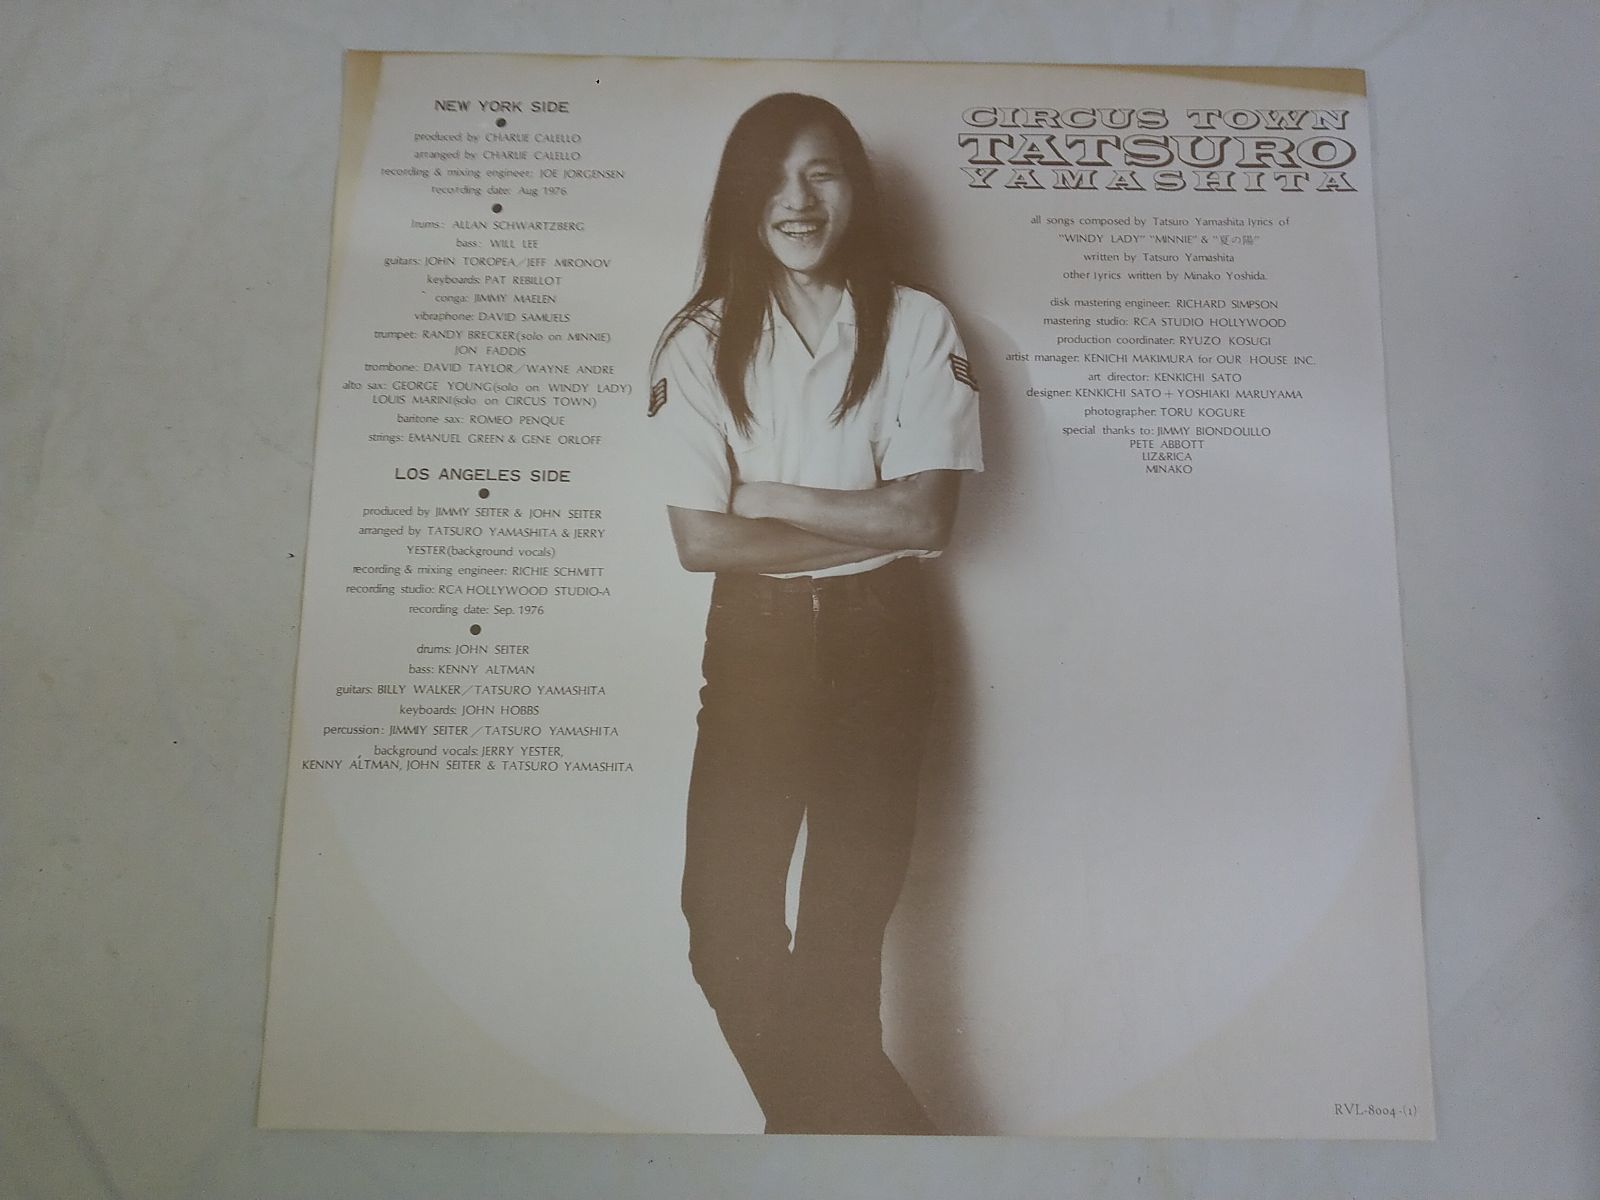 NEW YORK SIDE
produced by CHARLIE CALELLO
arranged by CHARLIE CALELLO
recording & mixing engineer: JOE JORGENSEN
recording date: Aug 1976
drums: ALLAN SCHWARTZBERG
bass: WILL LEE
guitars: JOHN TOROPEA/JEFF MIRONOV
keyboards: PAT REBILLOT
conga: JIMMY MAELEN
vibraphone: DAVID SAMUELS
trumpet: RANDY BRECKER(solo on MINNIE)
JON FADDIS
trombone: DAVID TAYLOR/WAYNE ANDRE
alto sax: GEORGE YOUNG(solo on WINDY LADY)
LOUIS MARINI(solo on CIRCUS TOWN)
baritone sax: ROMEO PENQUE
strings: EMANUEL GREEN & GENE ORLOFF
LOS ANGELES SIDE
produced by JIMMY SEITER & JOHN SEITER
arranged by TATSURO YAMASHITA & JERRY
YESTER(background vocals)
recording & mixing engineer: RICHIE SCHMITT
recording studio: RCA HOLLYWOOD STUDIO-A
recording date: Sep. 1976
drums: JOHN SEITER
bass: KENNY ALTMAN
guitars: BILLY WALKER/TATSURO YAMASHITA
keyboards: JOHN HOBBS
percussion: JIMMIY SEITER/TATSURO YAMASHITA
background vocals: JERRY YESTER,
KENNY ALTMAN, JOHN SEITER & TATSURO YAMASHITA
CIRCUS TOWN
TATSURO
YAMASHITA
all songs composed by Tatsuro Yamashita lyrics of
"WINDY LADY" "MINNIE" & "夏の陽"
written by Tatsuro Yamashita
other lyrics written by Minako Yoshida.
disk mastering engineer: RICHARD SIMPSON
mastering studio: RCA STUDIO HOLLYWOOD
production coordinater: RYUZO KOSUGI
artist manager: KENICHI MAKIMURA for OUR HOUSE INC.
art director: KENKICHI SATO
designer: KENKICHI SATO + YOSHIAKI MARUYAMA
photographer: TORU KOGURE
special thanks to: JIMMY BIONDOLILLO
PETE ABBOTT
LIZ&RICA
MINAKO
RVL-8004-(1)